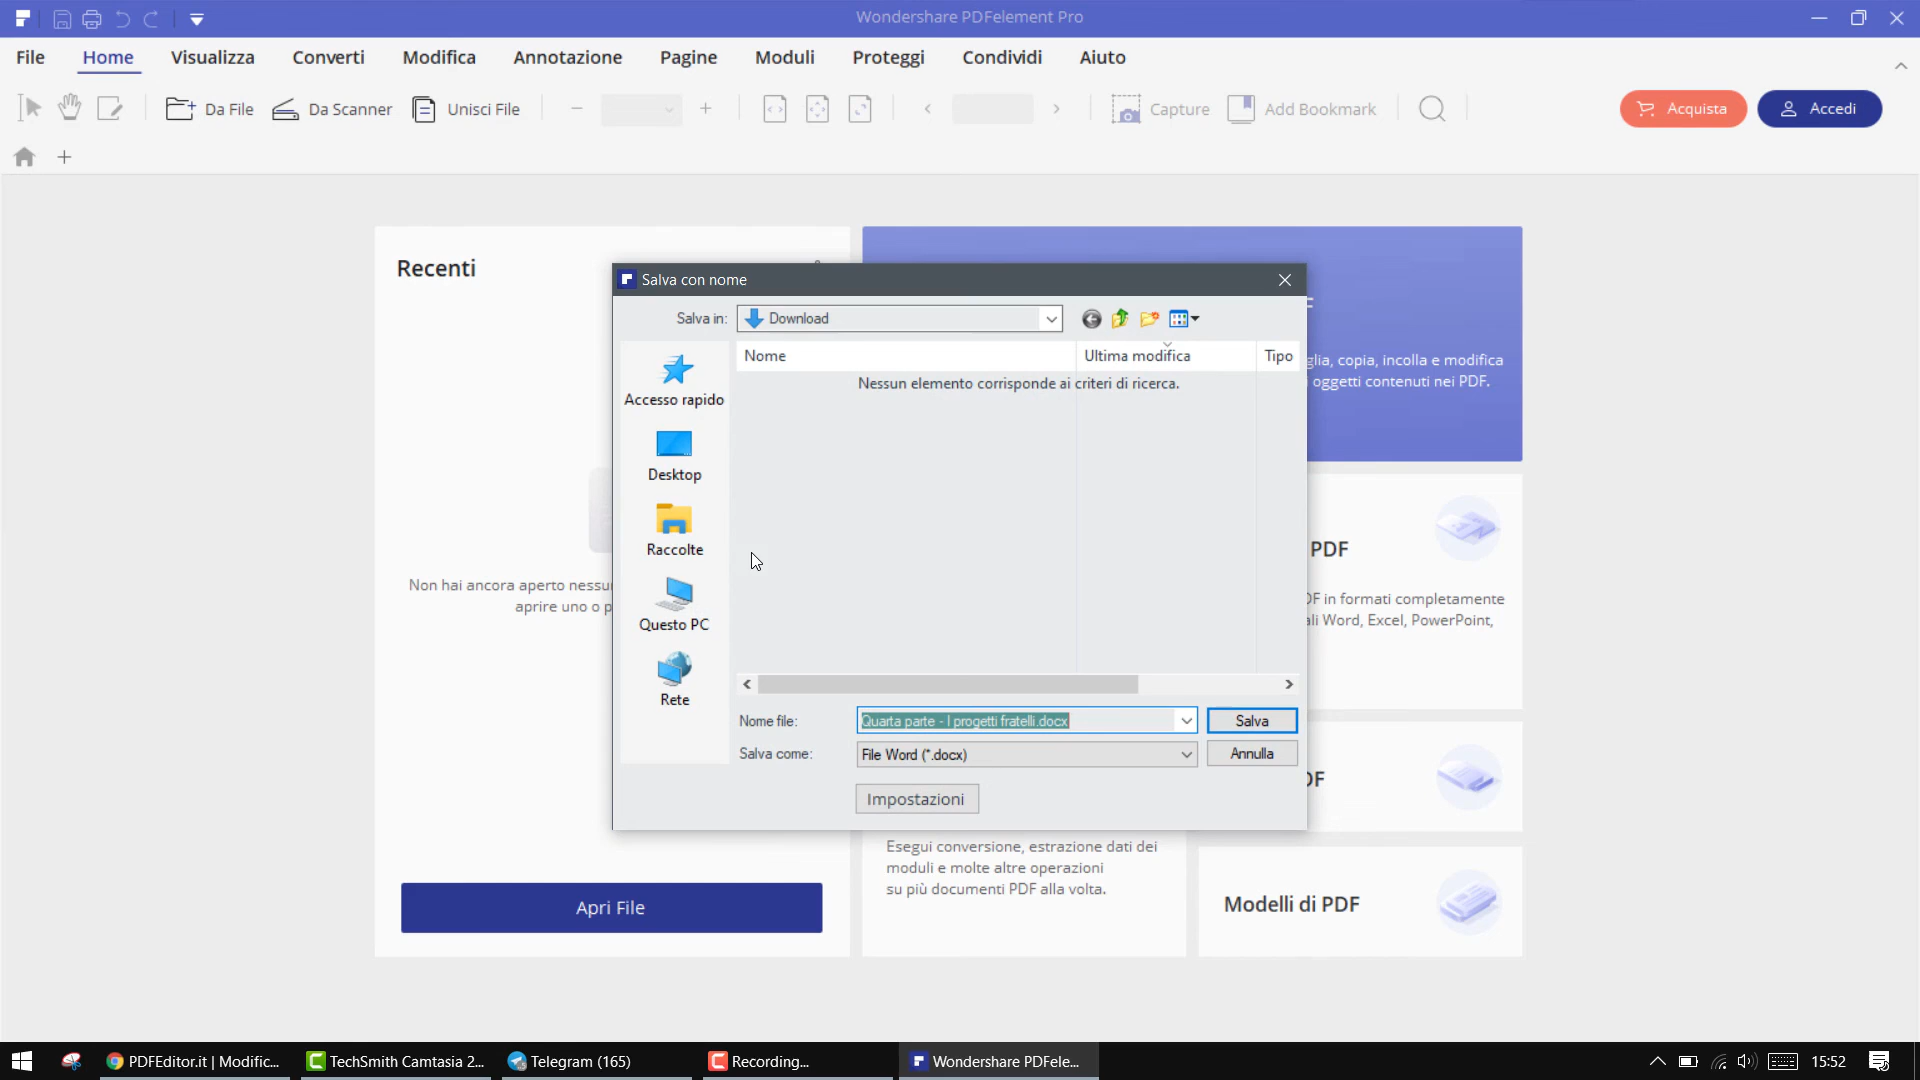 Wondershare PDFelement Pro
File Home Visualizza Converti Modifica Annotazione Pagine Moduli Proteggi Condividi Aiuto
Da File Da Scanner Unisci File Capture Add Bookmark Acquista Accedi
Recenti
Salva con nome
Salva in: Download
Nome Ultima modifica Tipo
Nessun elemento corrisponde ai criteri di ricerca.
glia, copia, incolla e modifica
oggetti contenuti nei PDF.
Accesso rapido
Desktop
Raccolte
Questo PC
Rete
Non hai ancora aperto nessu
aprire uno o p
PDF
DF in formati completamente
ali Word, Excel, PowerPoint,
Nome file: Quarta parte - I progetti fratelli.docx Salva
Salva come: File Word (*.docx) Annulla
Impostazioni
DF
Esegui conversione, estrazione dati dei
moduli e molte altre operazioni
su più documenti PDF alla volta.
Apri File
Modelli di PDF
PDFEditor.it | Modific... TechSmith Camtasia 2... Telegram (165) Recording... Wondershare PDFele... 15:52